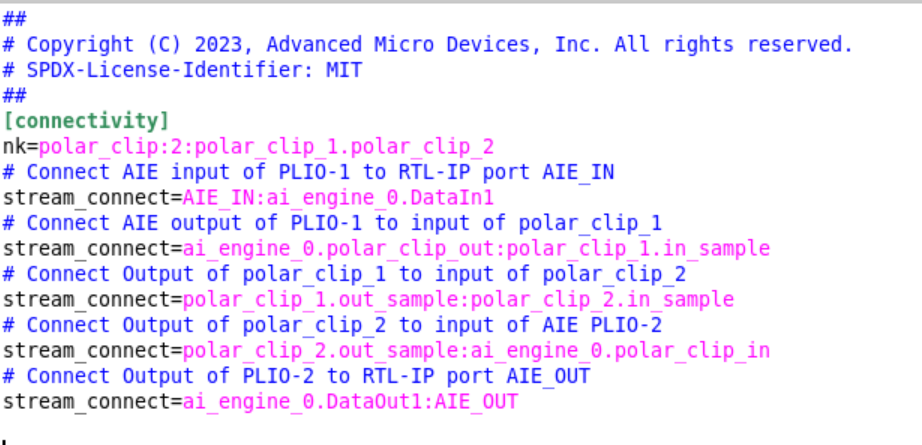 ##
# Copyright (C) 2023, Advanced Micro Devices, Inc. All rights reserved.
# SPDX-License-Identifier: MIT
##
[connectivity]
nk=polar_clip:2:polar_clip_1.polar_clip_2
# Connect AIE input of PLIO-1 to RTL-IP port AIE_IN
stream_connect=AIE_IN:ai_engine_0.DataIn1
# Connect AIE output of PLIO-1 to input of polar_clip_1
stream_connect=ai_engine_0.polar_clip_out:polar_clip_1.in_sample
# Connect Output of polar_clip_1 to input of polar_clip_2
stream_connect=polar_clip_1.out_sample:polar_clip_2.in_sample
# Connect Output of polar_clip_2 to input of AIE PLIO-2
stream_connect=polar_clip_2.out_sample:ai_engine_0.polar_clip_in
# Connect Output of PLIO-2 to RTL-IP port AIE_OUT
stream_connect=ai_engine_0.DataOut1:AIE_OUT